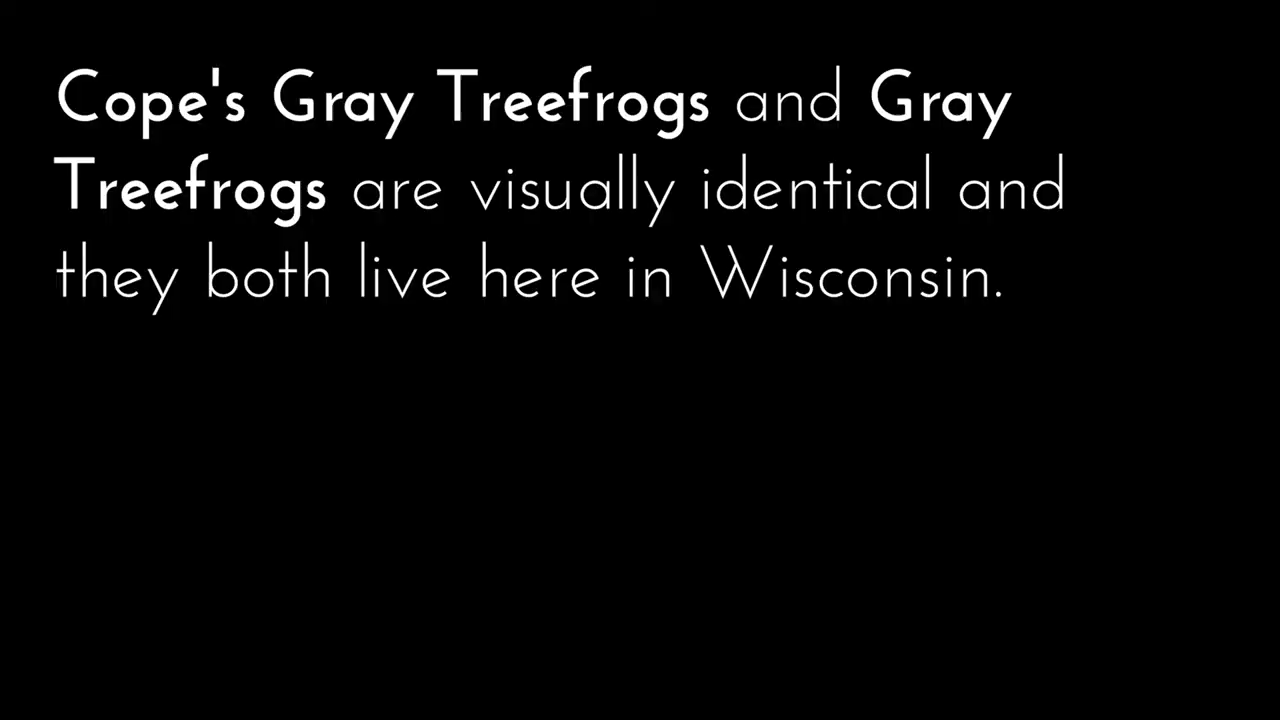 Cope's Gray Treefrogs and Gray
Treefrogs are visually identical and
they both live here in Wisconsin.